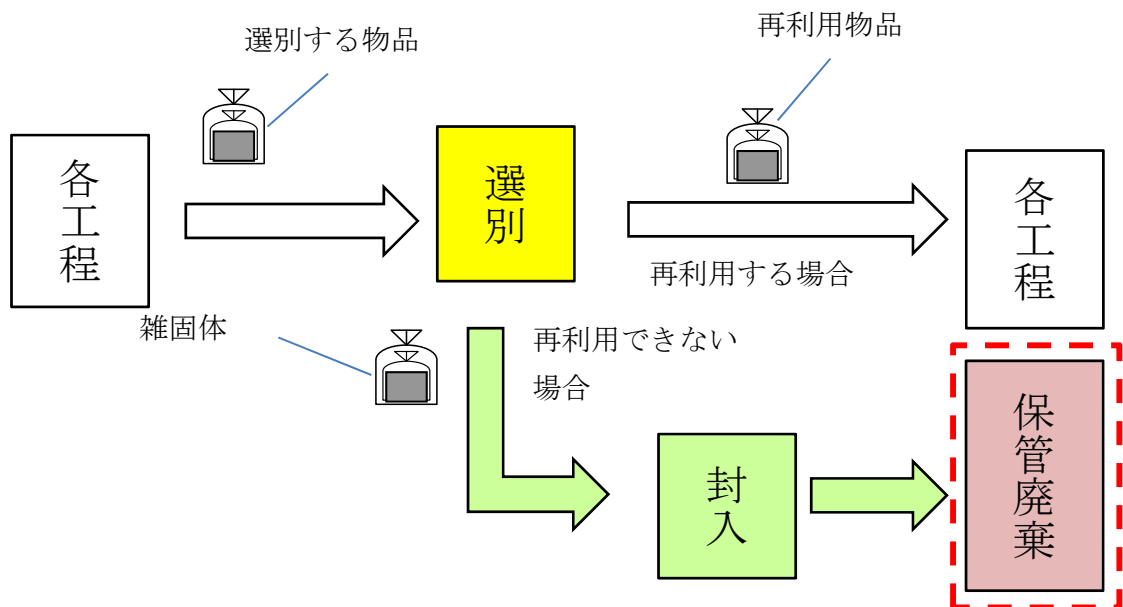 選別する物品
再利用物品
各工程
選別
各工程
再利用する場合
雑固体
再利用できない
場合
封入
保管廃棄